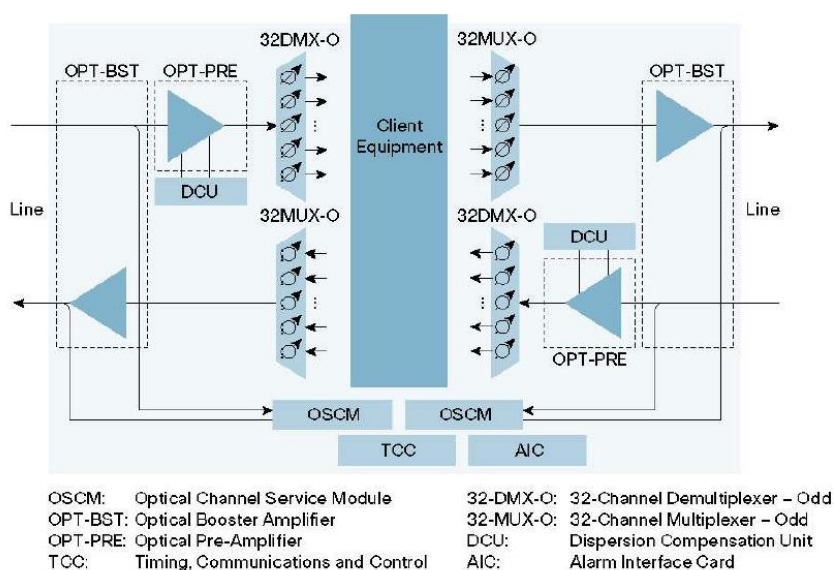 32DMX-O
32MUX-O
OPT-BST
OPT-PRE
OPT-BST
Client
Equipment
DCU
Line
32MUX-O
32DMX-O
Line
DCU
OPT-PRE
OSCM
OSCM
TCC
AIC
OSCM: Optical Channel Service Module
OPT-BST: Optical Booster Amplifier
OPT-PRE: Optical Pre-Amplifier
TCC: Timing, Communications and Control
32-DMX-O: 32-Channel Demultiplexer – Odd
32-MUX-O: 32-Channel Multiplexer – Odd
DCU: Dispersion Compensation Unit
AIC: Alarm Interface Card